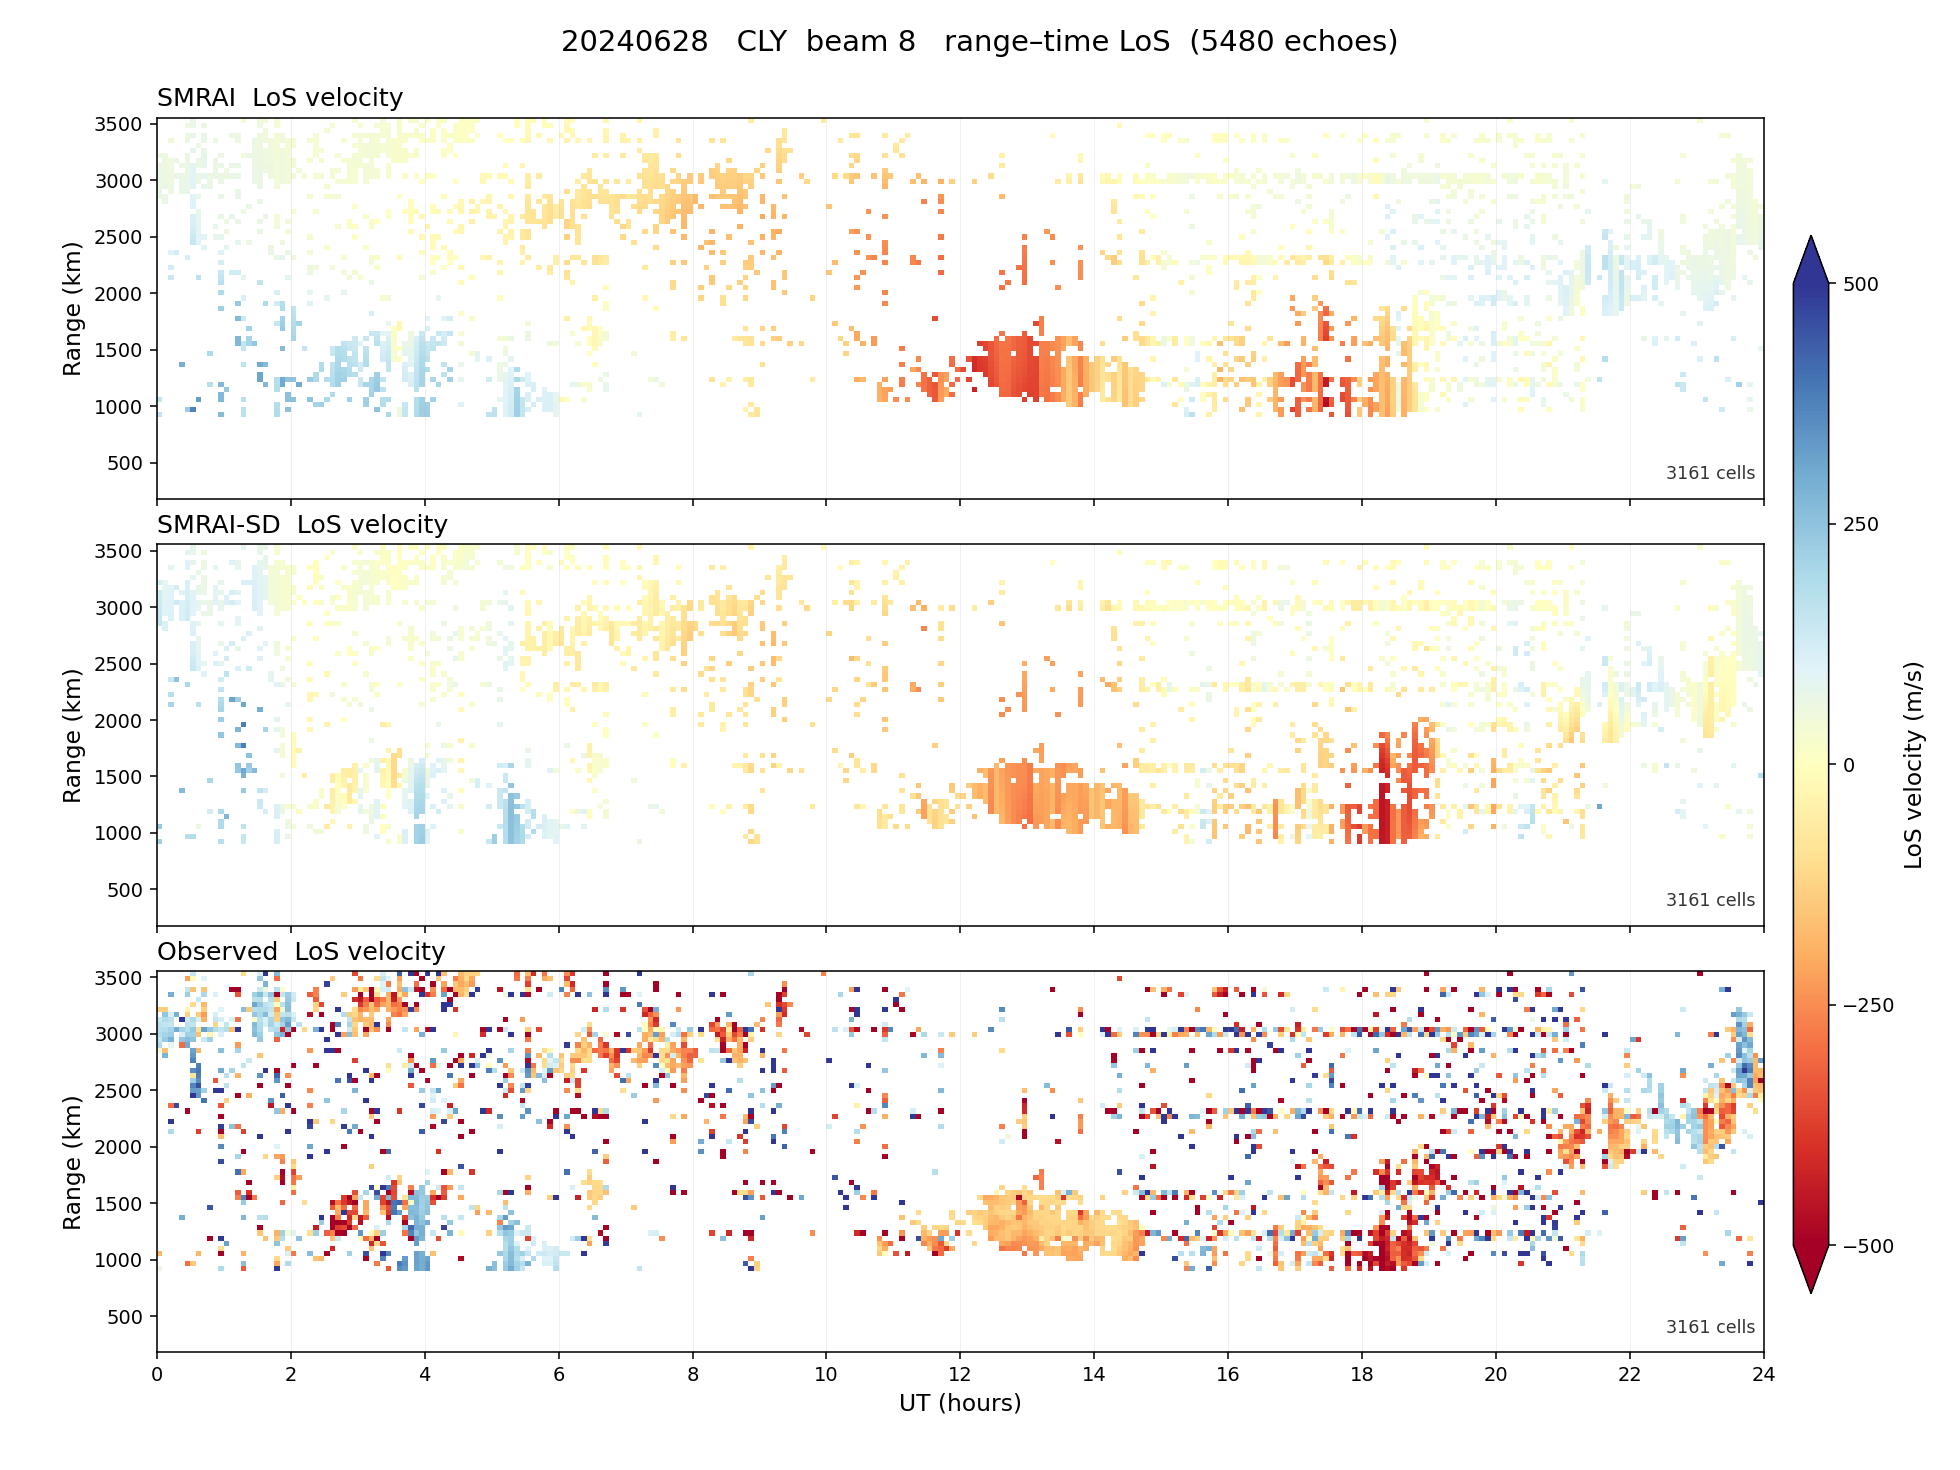 20240628   CLY  beam 8   range–time LoS  (5480 echoes)
SMRAI  LoS velocity
3500
3000
2500
2000
1500
1000
500
Range (km)
3161 cells
SMRAI-SD  LoS velocity
3500
3000
2500
2000
1500
1000
500
Range (km)
3161 cells
Observed  LoS velocity
3500
3000
2500
2000
1500
1000
500
Range (km)
3161 cells
0 2 4 6 8 10 12 14 16 18 20 22 24
UT (hours)
500
250
0
−250
−500
LoS velocity (m/s)